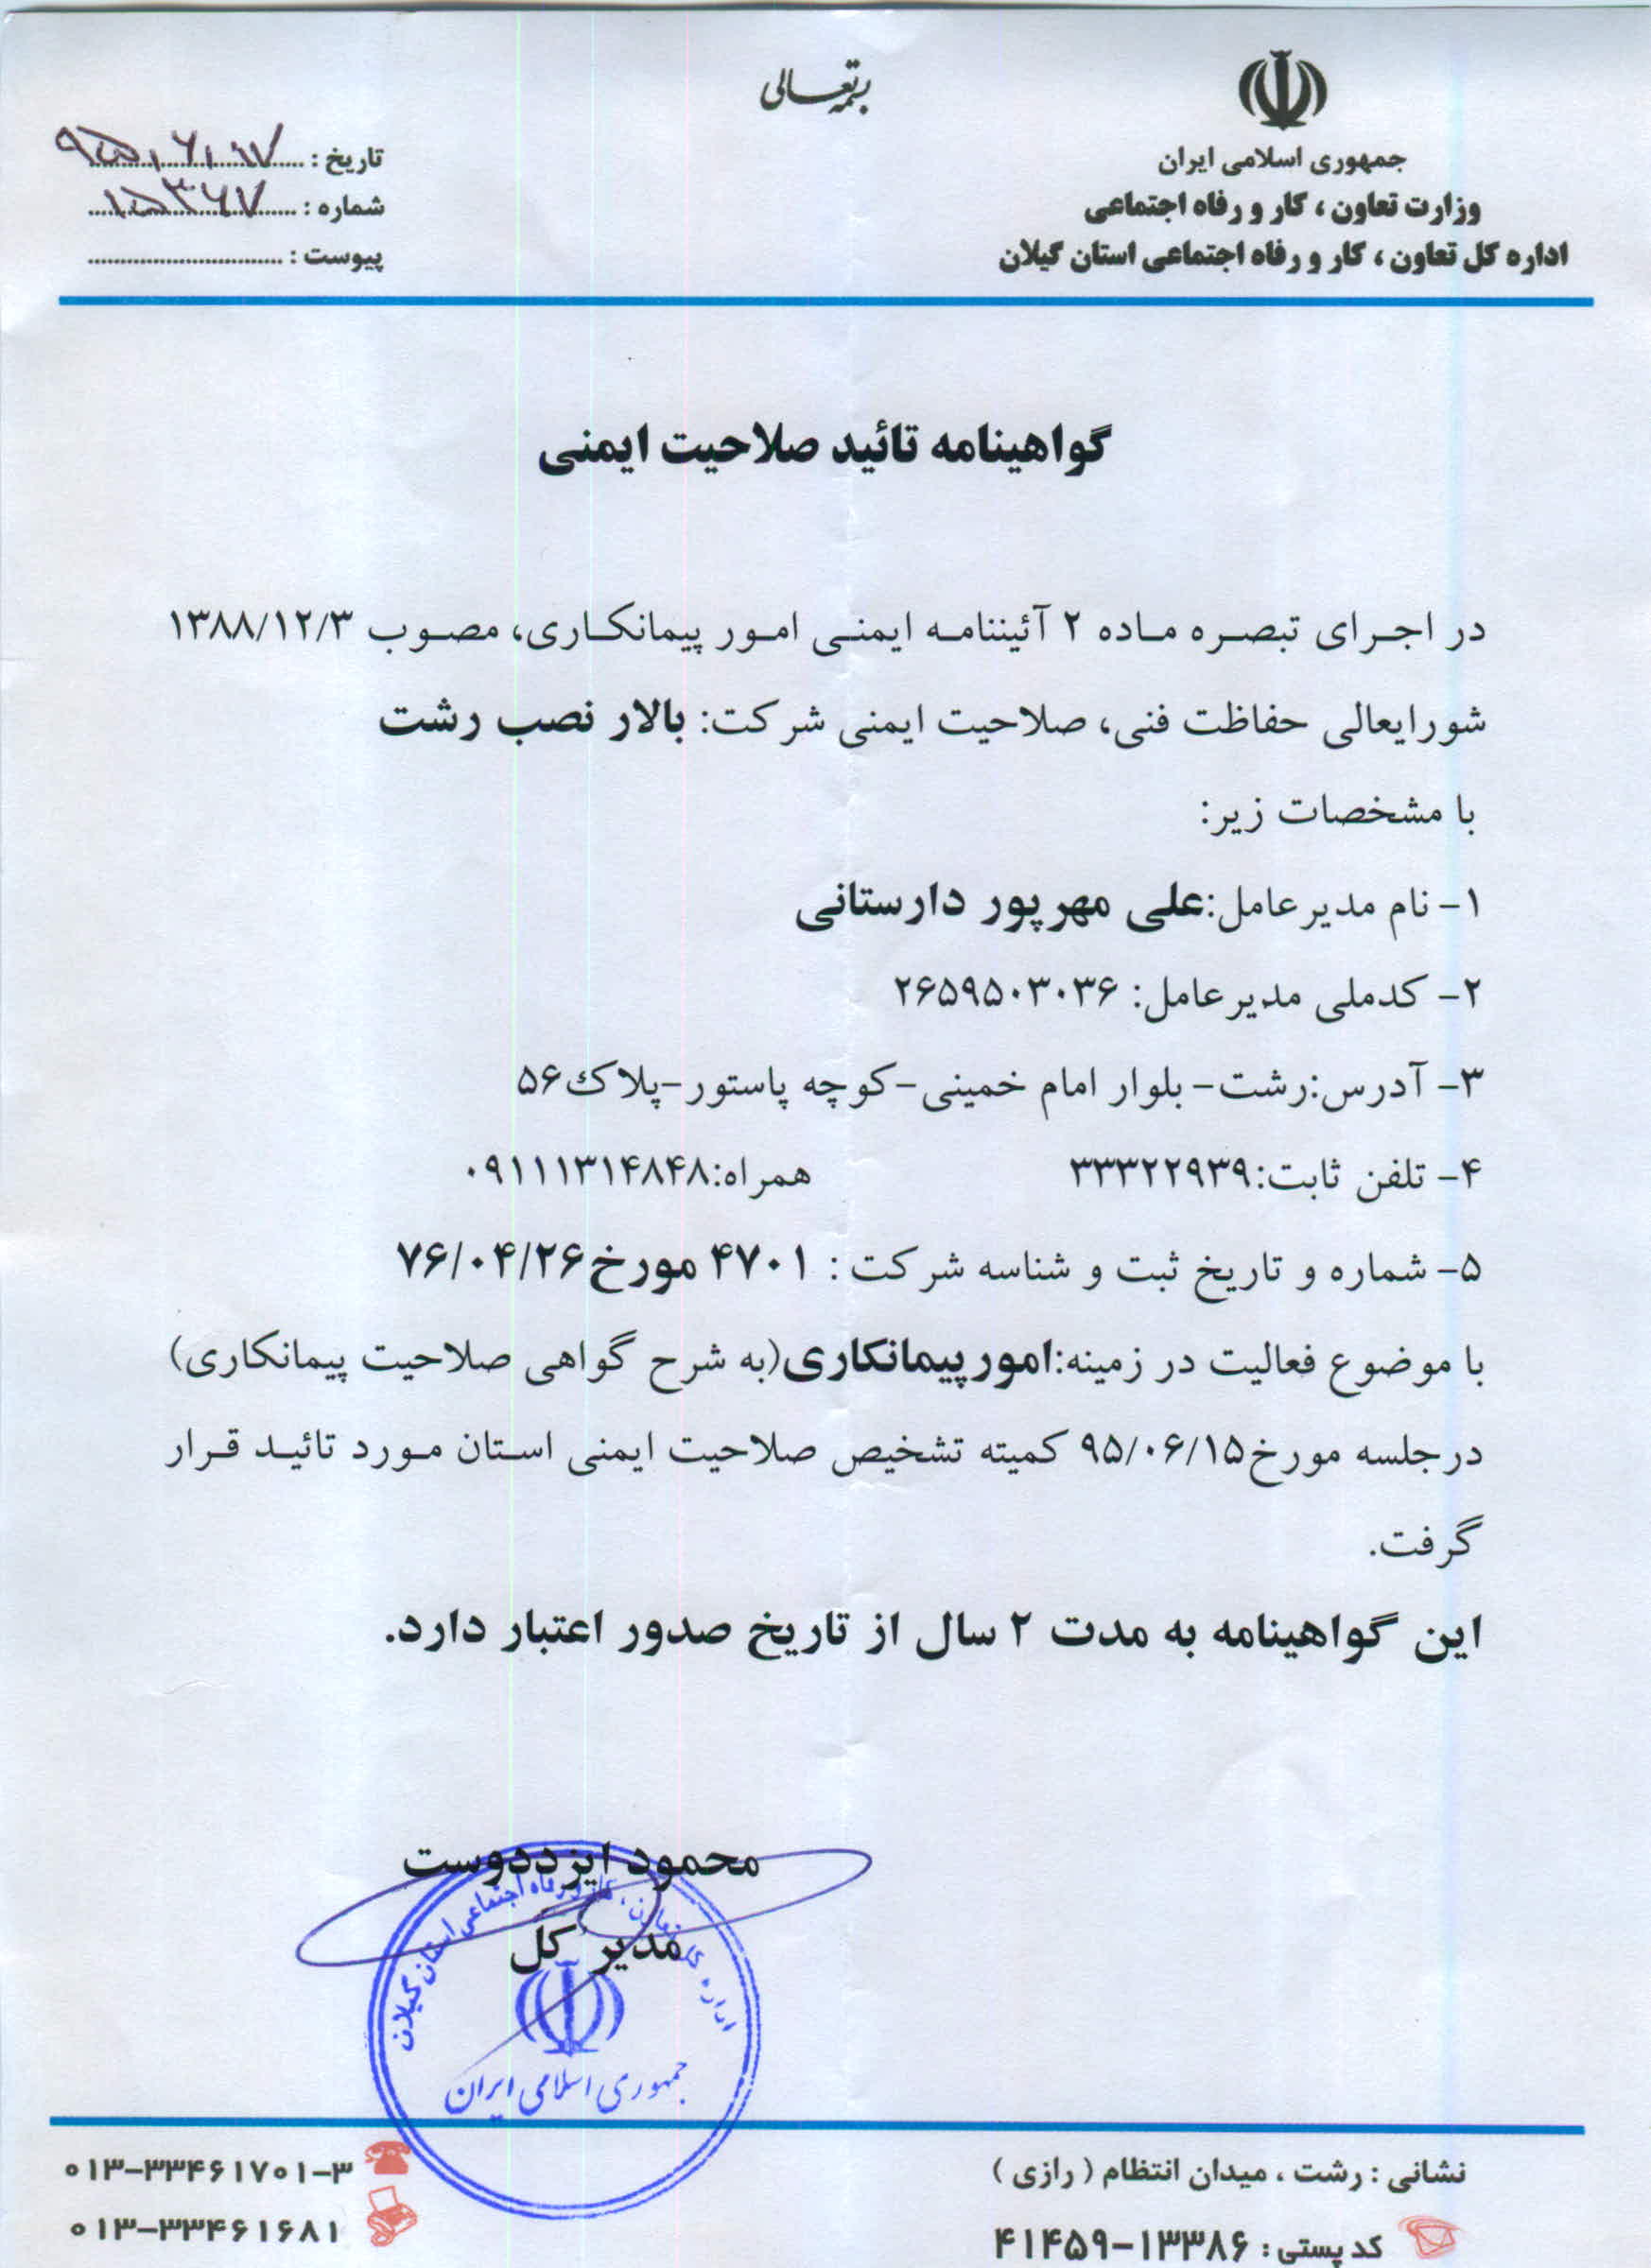 بسمه تعالی
جمهوری اسلامی ایران
وزارت تعاون ، کار و رفاه اجتماعی
اداره کل تعاون ، کار و رفاه اجتماعی استان گیلان
تاریخ : ۹۵/۶/۱۷
شماره : ۱۵۳۶۷
پیوست :
گواهینامه تائید صلاحیت ایمنی
در اجرای تبصره ماده ۲ آئیننامه ایمنی امور پیمانکاری، مصوب ۱۳۸۸/۱۲/۳
شورایعالی حفاظت فنی، صلاحیت ایمنی شرکت: بالار نصب رشت
با مشخصات زیر:
۱- نام مدیرعامل:علی مهرپور دارستانی
۲- کدملی مدیرعامل: ۲۶۵۹۵۰۳۰۳۶
۳- آدرس:رشت- بلوار امام خمینی-کوچه پاستور-پلاک۵۶
۴- تلفن ثابت:۳۳۳۲۲۹۳۹ همراه:۰۹۱۱۱۳۱۴۸۴۸
۵- شماره و تاریخ ثبت و شناسه شرکت : ۴۷۰۱ مورخ۷۶/۰۴/۲۶
با موضوع فعالیت در زمینه:امورپیمانکاری(به شرح گواهی صلاحیت پیمانکاری)
درجلسه مورخ۹۵/۰۶/۱۵ کمیته تشخیص صلاحیت ایمنی استان مورد تائید قرار
گرفت.
این گواهینامه به مدت ۲ سال از تاریخ صدور اعتبار دارد.
محمود ایزددوست
مدیر کل
اداره کل تعاون ، کار و رفاه اجتماعی استان گیلان
جمهوری اسلامی ایران
نشانی : رشت ، میدان انتظام ( رازی )
کد پستی : ۱۳۳۸۶-۴۱۴۵۹
۰۱۳-۳۳۴۶۱۷۰۱-۳
۰۱۳-۳۳۴۶۱۶۸۱